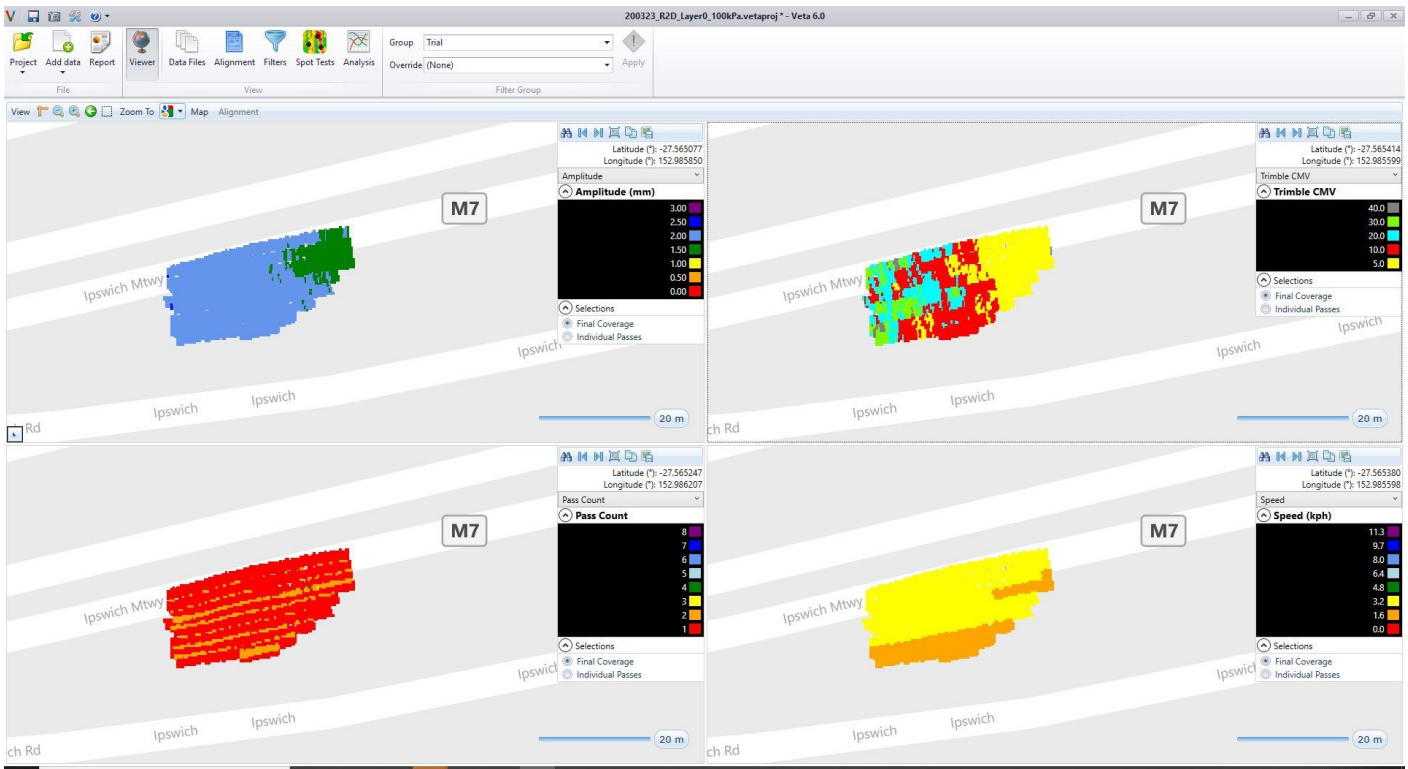 200323_R2D_Layer0_100kPa.vetaproj * - Veta 6.0
Project
Add data
Report
Viewer
Data Files
Alignment
Filters
Spot Tests
Analysis
Group
Trial
Override
(None)
Apply
File
View
Filter Group
View
Zoom To
Map
Alignment
Latitude (°): -27.565077
Longitude (°): 152.985850
Amplitude
Amplitude (mm)
3.00
2.50
2.00
1.50
1.00
0.50
0.00
Selections
Final Coverage
Individual Passes
M7
Ipswich Mtwy
Ipswich
Ipswich
Ipswich
Rd
20 m
Latitude (°): -27.565414
Longitude (°): 152.985599
Trimble CMV
Trimble CMV
40.0
30.0
20.0
10.0
5.0
Selections
Final Coverage
Individual Passes
M7
Ipswich Mtwy
Ipswich
Ipswich
Ipswich
Ipswich
ch Rd
20 m
Latitude (°): -27.565247
Longitude (°): 152.986207
Pass Count
Pass Count
8
7
6
5
4
3
2
1
Selections
Final Coverage
Individual Passes
M7
Ipswich Mtwy
Ipswich
Ipswich
Ipswich
ch Rd
20 m
Latitude (°): -27.565380
Longitude (°): 152.985598
Speed
Speed (kph)
11.3
9.7
8.0
6.4
4.8
3.2
1.6
0.0
Selections
Final Coverage
Individual Passes
M7
Ipswich Mtwy
Ipswich
Ipswich
Ipswich
ch Rd
20 m